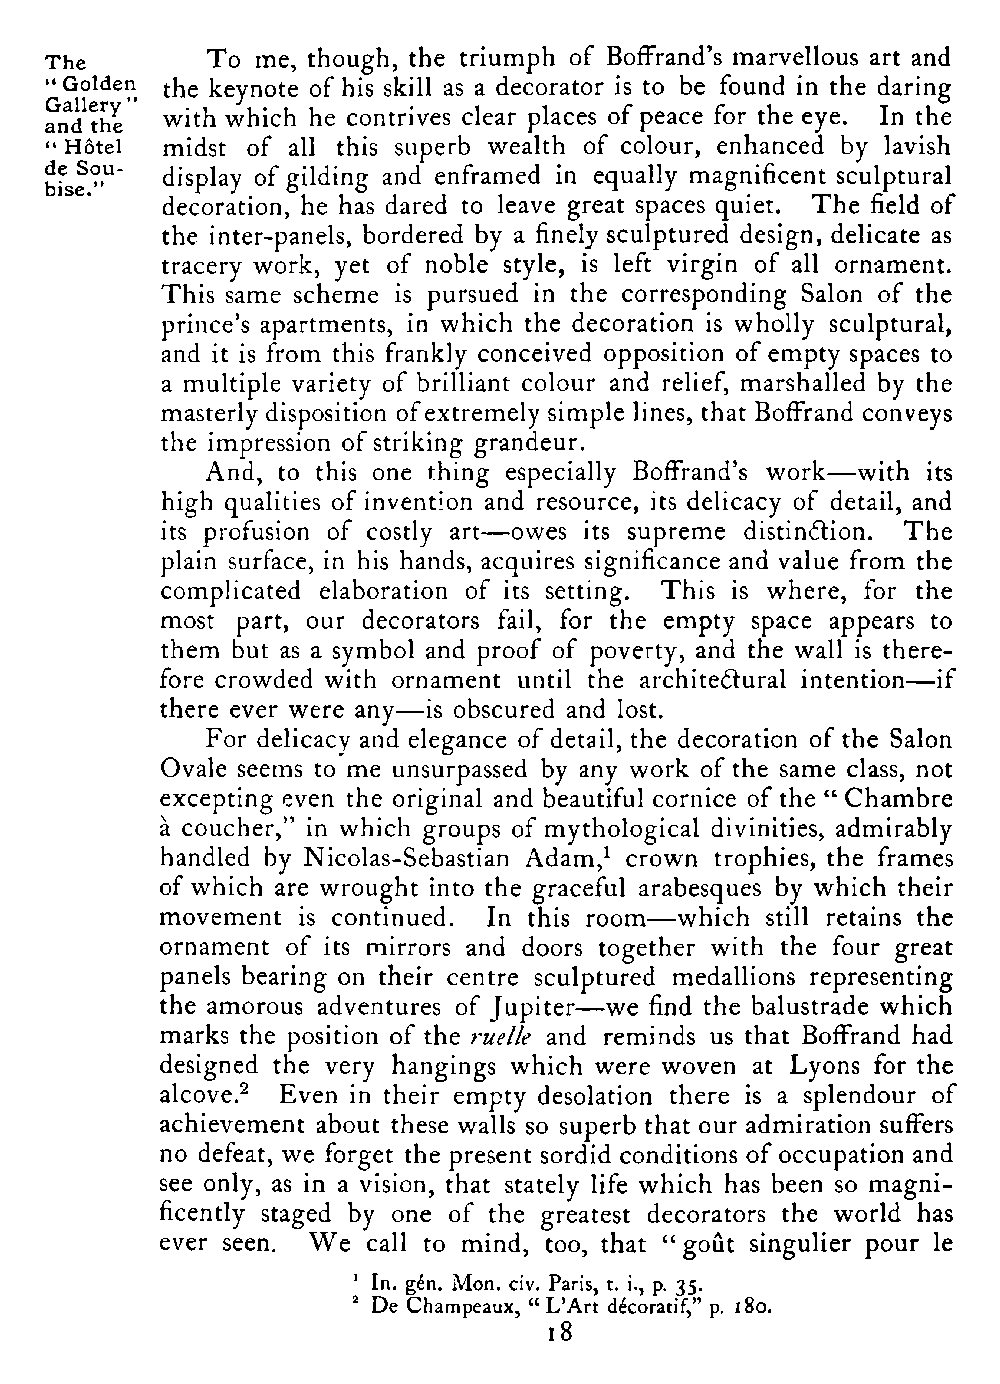 The
“Golden
Gallery”
and the
“Hôtel
de Sou-
bise.”
To me, though, the triumph of Boffrand’s marvellous art and
the keynote of his skill as a decorator is to be found in the daring
with which he contrives clear places of peace for the eye. In the
midst of all this superb wealth of colour, enhanced by lavish
display of gilding and enframed in equally magnificent sculptural
decoration, he has dared to leave great spaces quiet. The field of
the inter-panels, bordered by a finely sculptured design, delicate as
tracery work, yet of noble style, is left virgin of all ornament.
This same scheme is pursued in the corresponding Salon of the
prince’s apartments, in which the decoration is wholly sculptural,
and it is from this frankly conceived opposition of empty spaces to
a multiple variety of brilliant colour and relief, marshalled by the
masterly disposition of extremely simple lines, that Boffrand conveys
the impression of striking grandeur.
And, to this one thing especially Boffrand’s work—with its
high qualities of invention and resource, its delicacy of detail, and
its profusion of costly art—owes its supreme distinction. The
plain surface, in his hands, acquires significance and value from the
complicated elaboration of its setting. This is where, for the
most part, our decorators fail, for the empty space appears to
them but as a symbol and proof of poverty, and the wall is there-
fore crowded with ornament until the architectural intention—if
there ever were any—is obscured and lost.
For delicacy and elegance of detail, the decoration of the Salon
Ovale seems to me unsurpassed by any work of the same class, not
excepting even the original and beautiful cornice of the “Chambre
à coucher,” in which groups of mythological divinities, admirably
handled by Nicolas-Sebastian Adam,¹ crown trophies, the frames
of which are wrought into the graceful arabesques by which their
movement is continued. In this room—which still retains the
ornament of its mirrors and doors together with the four great
panels bearing on their centre sculptured medallions representing
the amorous adventures of Jupiter—we find the balustrade which
marks the position of the ruelle and reminds us that Boffrand had
designed the very hangings which were woven at Lyons for the
alcove.² Even in their empty desolation there is a splendour of
achievement about these walls so superb that our admiration suffers
no defeat, we forget the present sordid conditions of occupation and
see only, as in a vision, that stately life which has been so magni-
ficently staged by one of the greatest decorators the world has
ever seen. We call to mind, too, that “goût singulier pour le
¹ In. gén. Mon. civ. Paris, t. i., p. 35.
² De Champeaux, “L’Art décoratif,” p. 180.
18